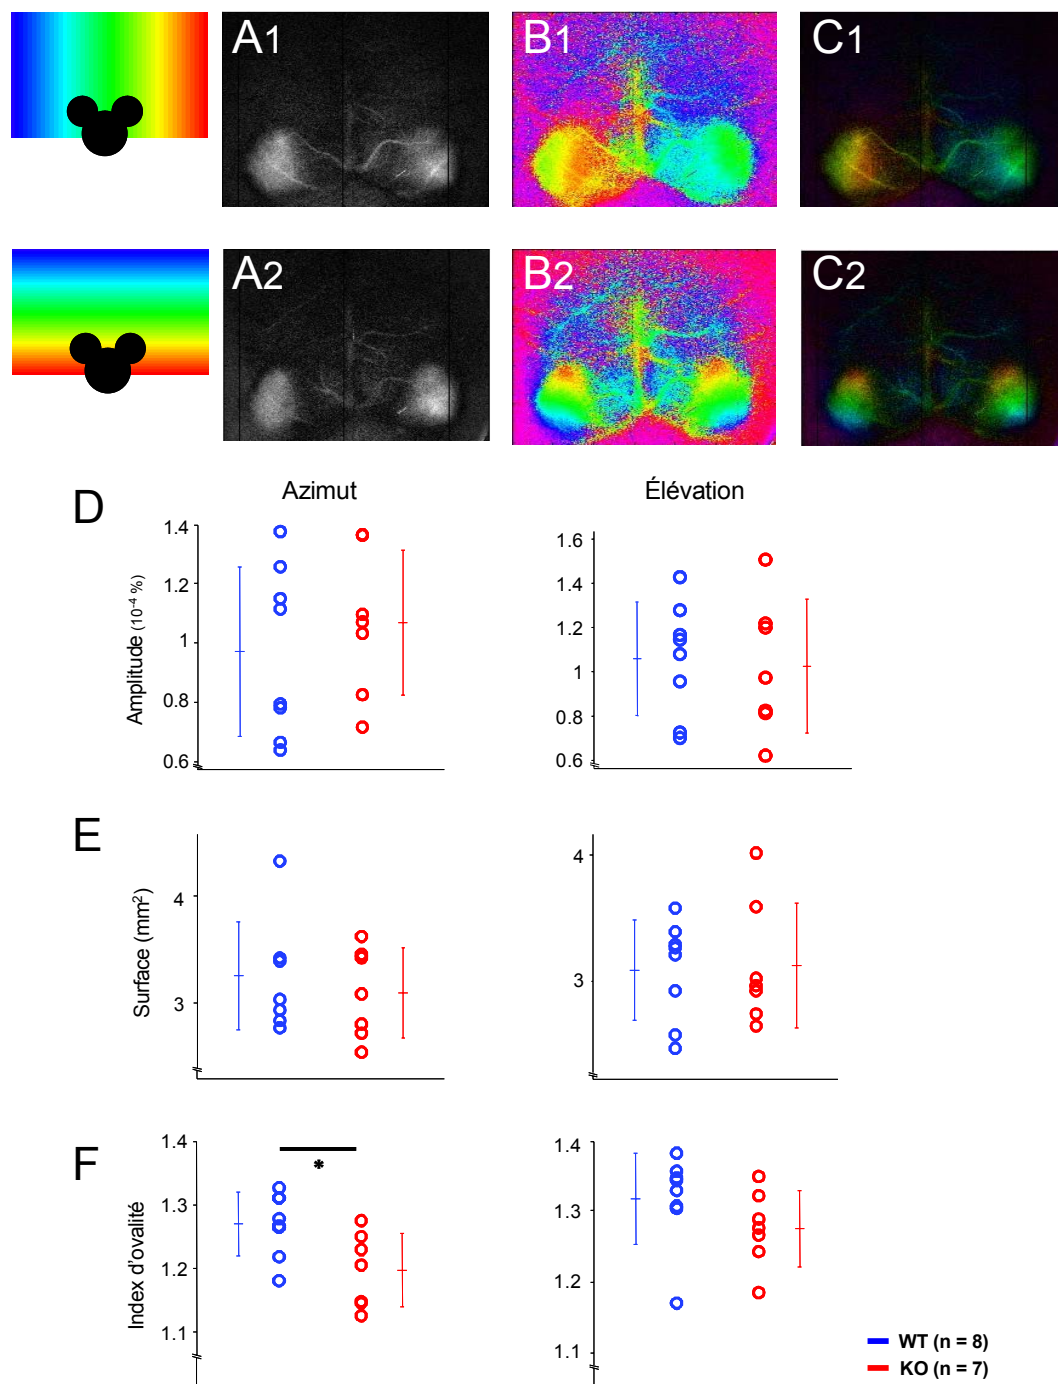 A1
B1
C1
A2
B2
C2
D
Azimut
Élévation
Amplitude (10⁻⁴ %)
1.4
1.2
1
0.8
0.6
1.6
1.4
1.2
1
0.8
0.6
E
Surface (mm²)
4
3
4
3
F
Index d'ovalité
1.4
1.3
1.2
1.1
*
1.4
1.3
1.2
1.1
WT (n = 8)
KO (n = 7)